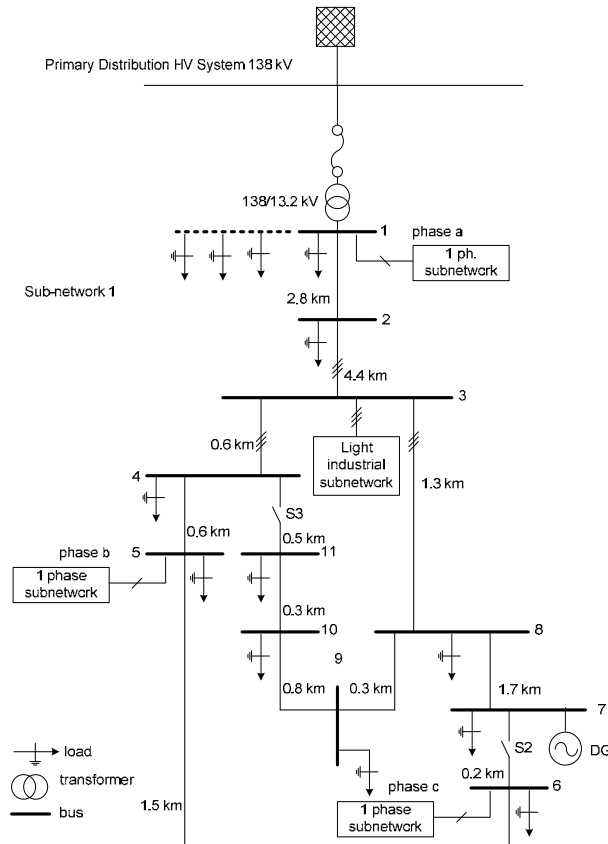 Primary Distribution HV System 138 kV
138/13.2 kV
1
phase a
1 ph.
subnetwork
Sub-network 1
2.8 km
2
4.4 km
3
0.6 km
Light
industrial
subnetwork
1.3 km
4
S3
0.6 km
0.5 km
phase b
5
11
1 phase
subnetwork
0.3 km
10
8
9
0.8 km
0.3 km
1.7 km
7
load
S2
DG
transformer
phase c
0.2 km
6
1.5 km
1 phase
subnetwork
bus